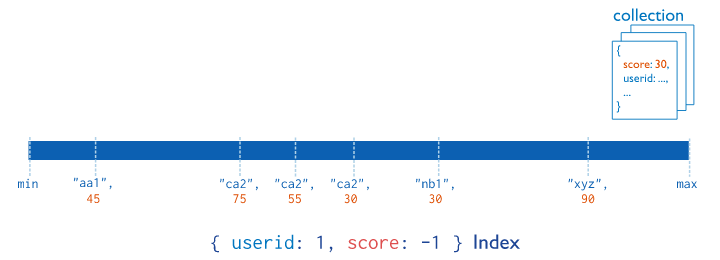 collection
{
score: 30,
userid: ...,
...
}
min "aa1", "ca2", "ca2", "ca2", "nb1", "xyz", max
45 75 55 30 30 90
{ userid: 1, score: -1 } Index